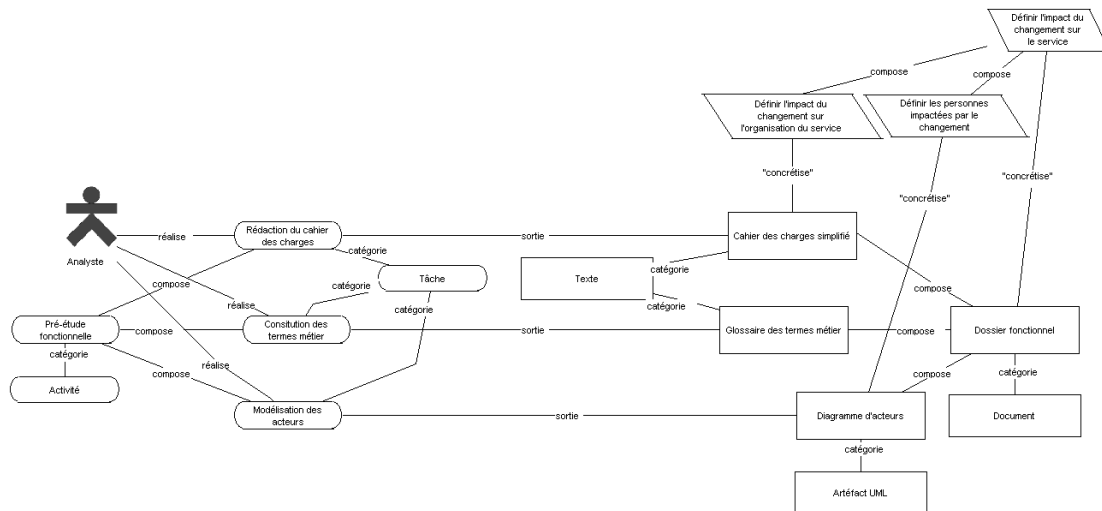 Définir l'impact du
changement sur
le service
compose
compose
Définir l'impact du
changement sur
l'organisation du service
Définir les personnes
impactées par le
changement
"concrétise"
"concrétise"
"concrétise"
Analyste
réalise
Rédaction du cahier
des charges
sortie
Cahier des charges simplifié
catégorie
catégorie
Tâche
Texte
compose
compose
catégorie
réalise
catégorie
catégorie
Pré-étude
fonctionnelle
compose
Consitution des
termes métier
sortie
Glossaire des termes métier
compose
Dossier fonctionnel
catégorie
réalise
compose
compose
catégorie
Activité
Modélisation des
acteurs
sortie
Diagramme d'acteurs
Document
catégorie
Artéfact UML